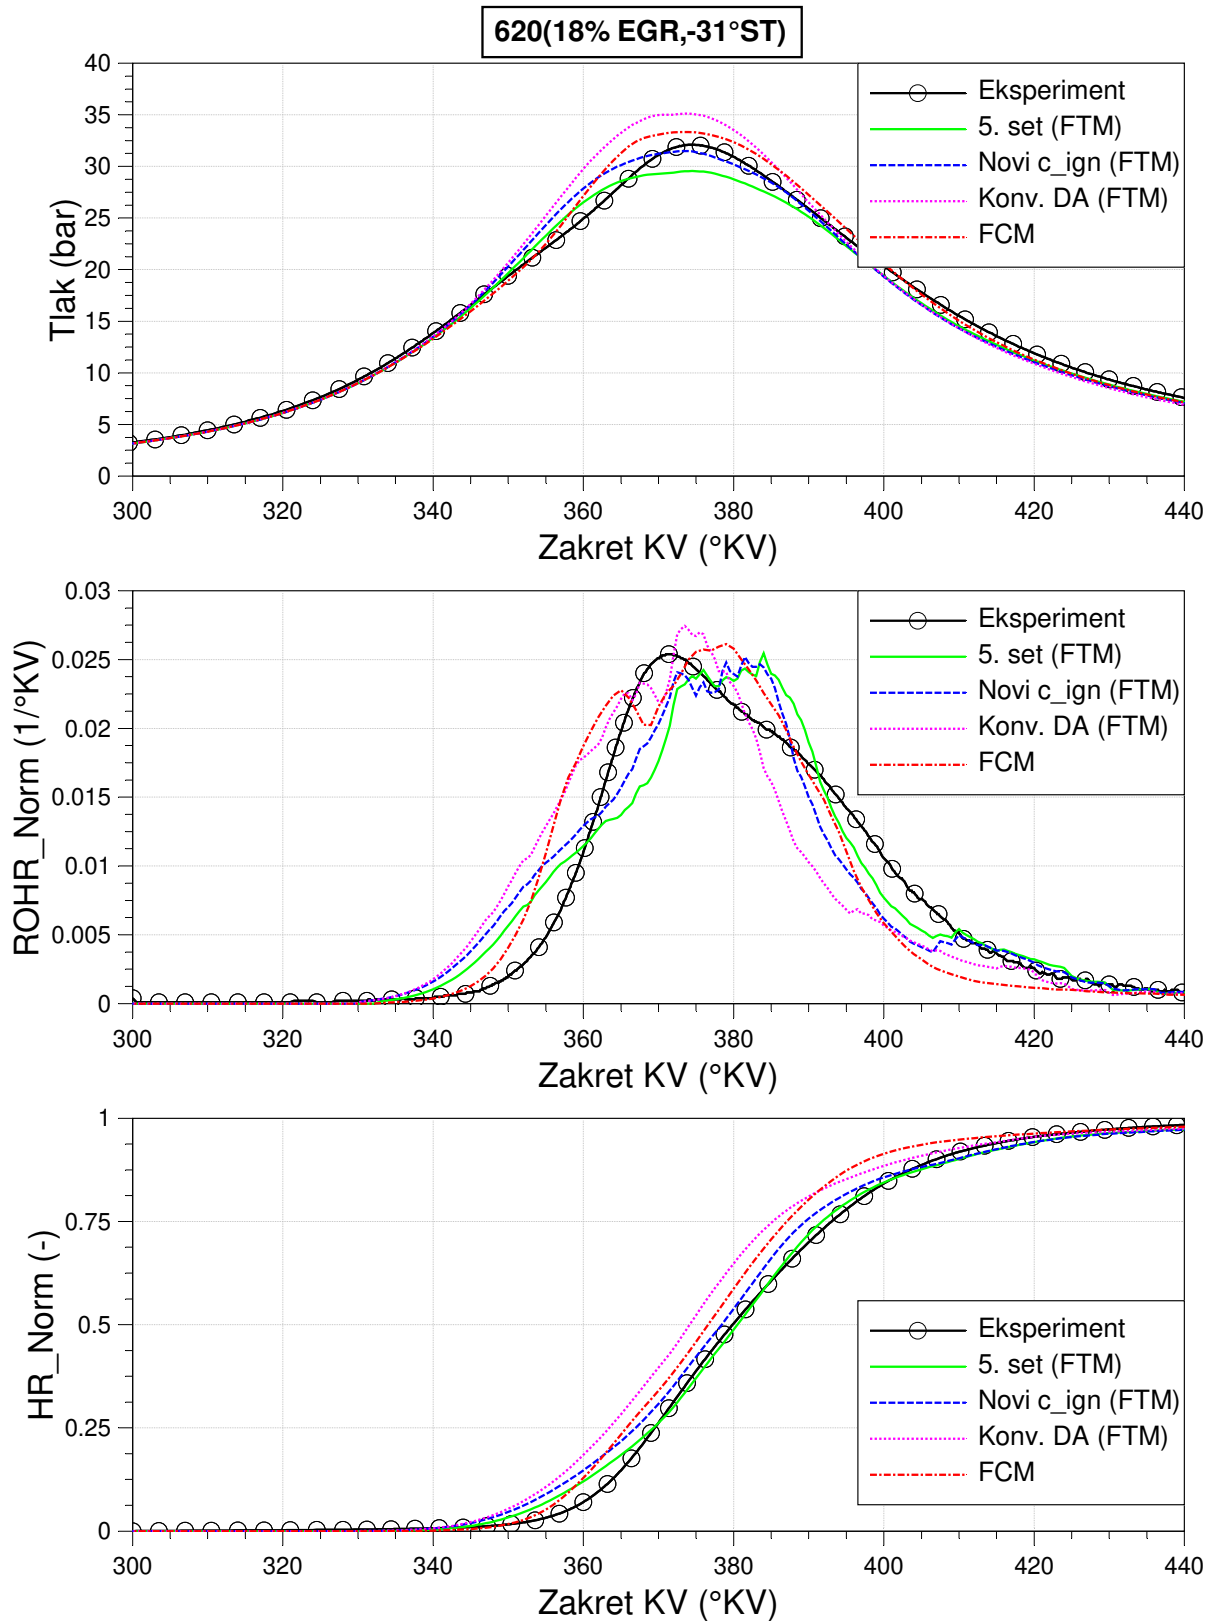 620(18% EGR,-31°ST)
40
35
30
25
20
15
10
5
0
Tlak (bar)
Eksperiment
5. set (FTM)
Novi c_ign (FTM)
Konv. DA (FTM)
FCM
300 320 340 360 380 400 420 440
Zakret KV (°KV)
0.03
0.025
0.02
0.015
0.01
0.005
0
ROHR_Norm (1/°KV)
Eksperiment
5. set (FTM)
Novi c_ign (FTM)
Konv. DA (FTM)
FCM
300 320 340 360 380 400 420 440
Zakret KV (°KV)
1
0.75
0.5
0.25
0
HR_Norm (-)
Eksperiment
5. set (FTM)
Novi c_ign (FTM)
Konv. DA (FTM)
FCM
300 320 340 360 380 400 420 440
Zakret KV (°KV)